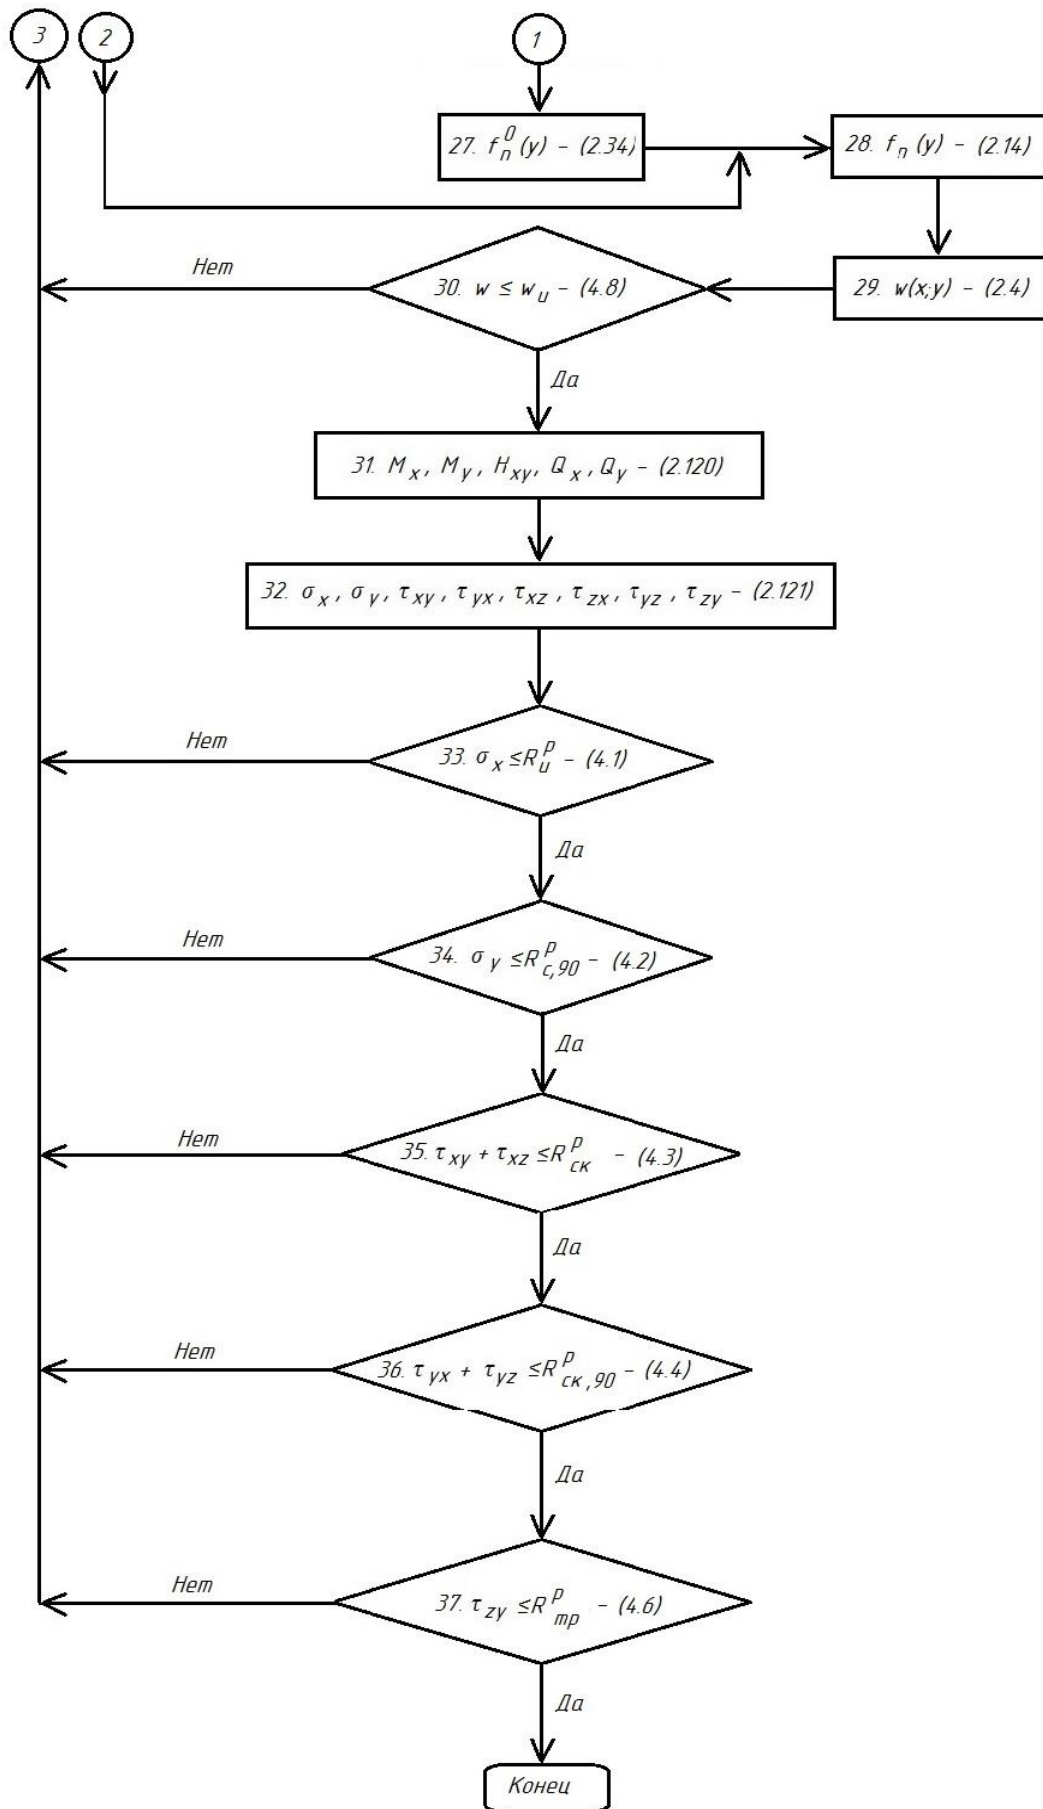 3
2
1
27. f_n^0 (y) – (2.34)
28. f_n (y) – (2.14)
29. w(x;y) – (2.4)
30. w ≤ w_u – (4.8)
Нет
Да
31. M_x, M_y, H_xy, Q_x, Q_y – (2.120)
32. σ_x, σ_y, τ_xy, τ_yx, τ_xz, τ_zx, τ_yz, τ_zy – (2.121)
33. σ_x ≤R_u^p – (4.1)
Нет
Да
34. σ_y ≤R_c,90^p – (4.2)
Нет
Да
35. τ_xy + τ_xz ≤R_ск^p – (4.3)
Нет
Да
36. τ_yx + τ_yz ≤R_ск,90^p – (4.4)
Нет
Да
37. τ_zy ≤R_тр^p – (4.6)
Нет
Да
Конец